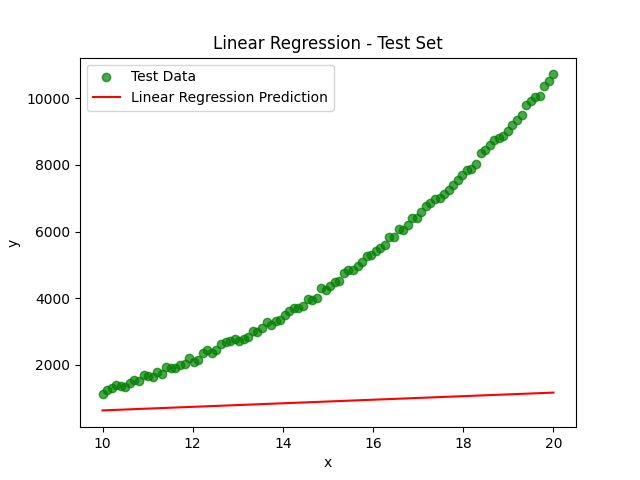 Linear Regression - Test Set
Test Data
Linear Regression Prediction
10000
8000
6000
4000
2000
y
10 12 14 16 18 20
x